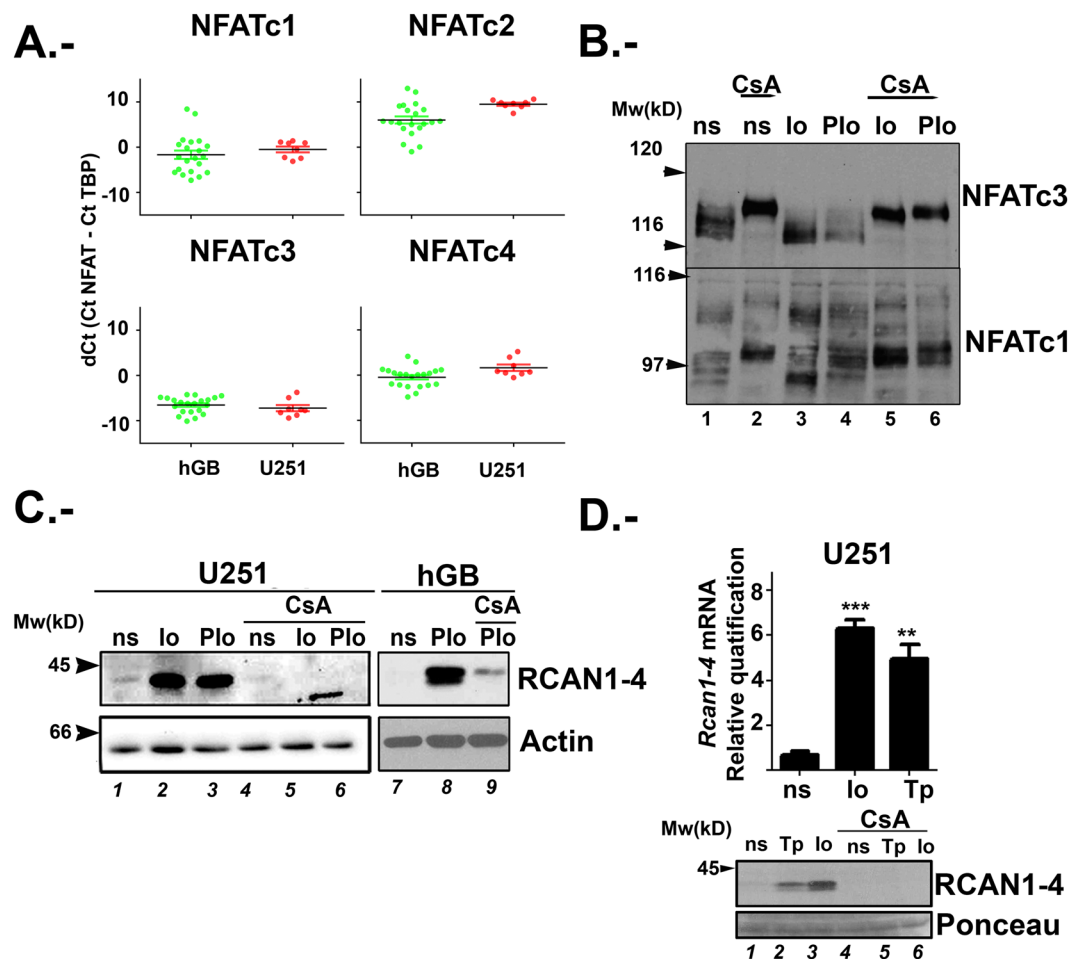 A.-
NFATc1 NFATc2
10
0
-10
NFATc3 NFATc4
10
0
-10
dCt (Ct NFAT - Ct TBP)
hGB U251 hGB U251
B.-
CsA CsA
Mw(kD) ns ns Io PIo Io PIo
120
NFATc3
116
116
NFATc1
97
1 2 3 4 5 6
C.-
U251 hGB
CsA CsA
Mw(kD) ns Io PIo ns Io PIo ns PIo PIo
45
RCAN1-4
66
Actin
1 2 3 4 5 6 7 8 9
D.-
U251
Rcan1-4 mRNA
Relative quatification
8
6
4
2
*** **
ns Io Tp
CsA
Mw(kD) ns Tp Io ns Tp Io
45
RCAN1-4
Ponceau
1 2 3 4 5 6